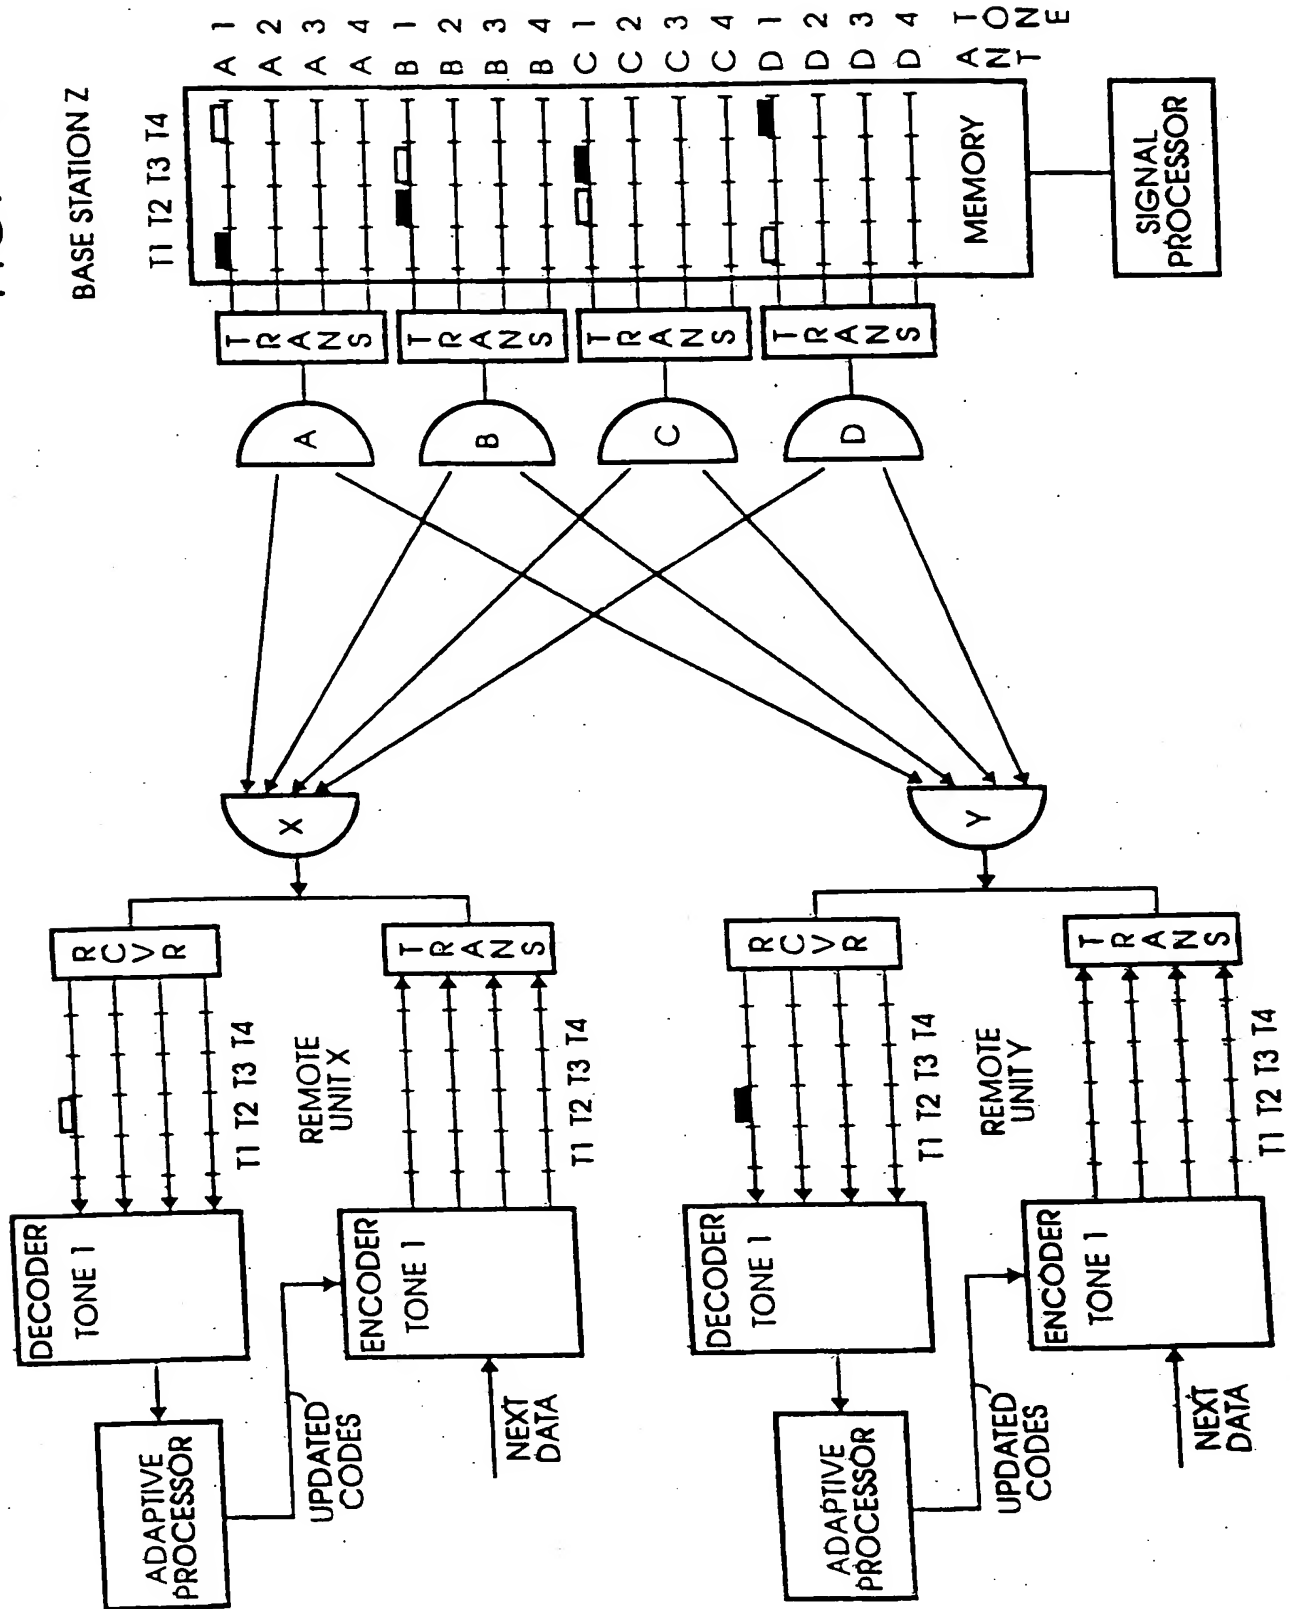 BASE STATION Z
T1 T2 T3 T4
A 1
A 2
A 3
A 4
B 1
B 2
B 3
B 4
C 1
C 2
C 3
C 4
D 1
D 2
D 3
D 4
ANT
TONE
MEMORY
SIGNAL
PROCESSOR
TRANS
TRANS
TRANS
TRANS
A
B
C
D
X
Y
RCVR
T1 T2 T3 T4
REMOTE
UNIT X
TRANS
T1 T2 T3 T4
DECODER
TONE 1
ENCODER
TONE 1
ADAPTIVE
PROCESSOR
UPDATED
CODES
NEXT
DATA
RCVR
T1 T2 T3 T4
REMOTE
UNIT Y
TRANS
T1 T2 T3 T4
DECODER
TONE 1
ENCODER
TONE 1
ADAPTIVE
PROCESSOR
UPDATED
CODES
NEXT
DATA